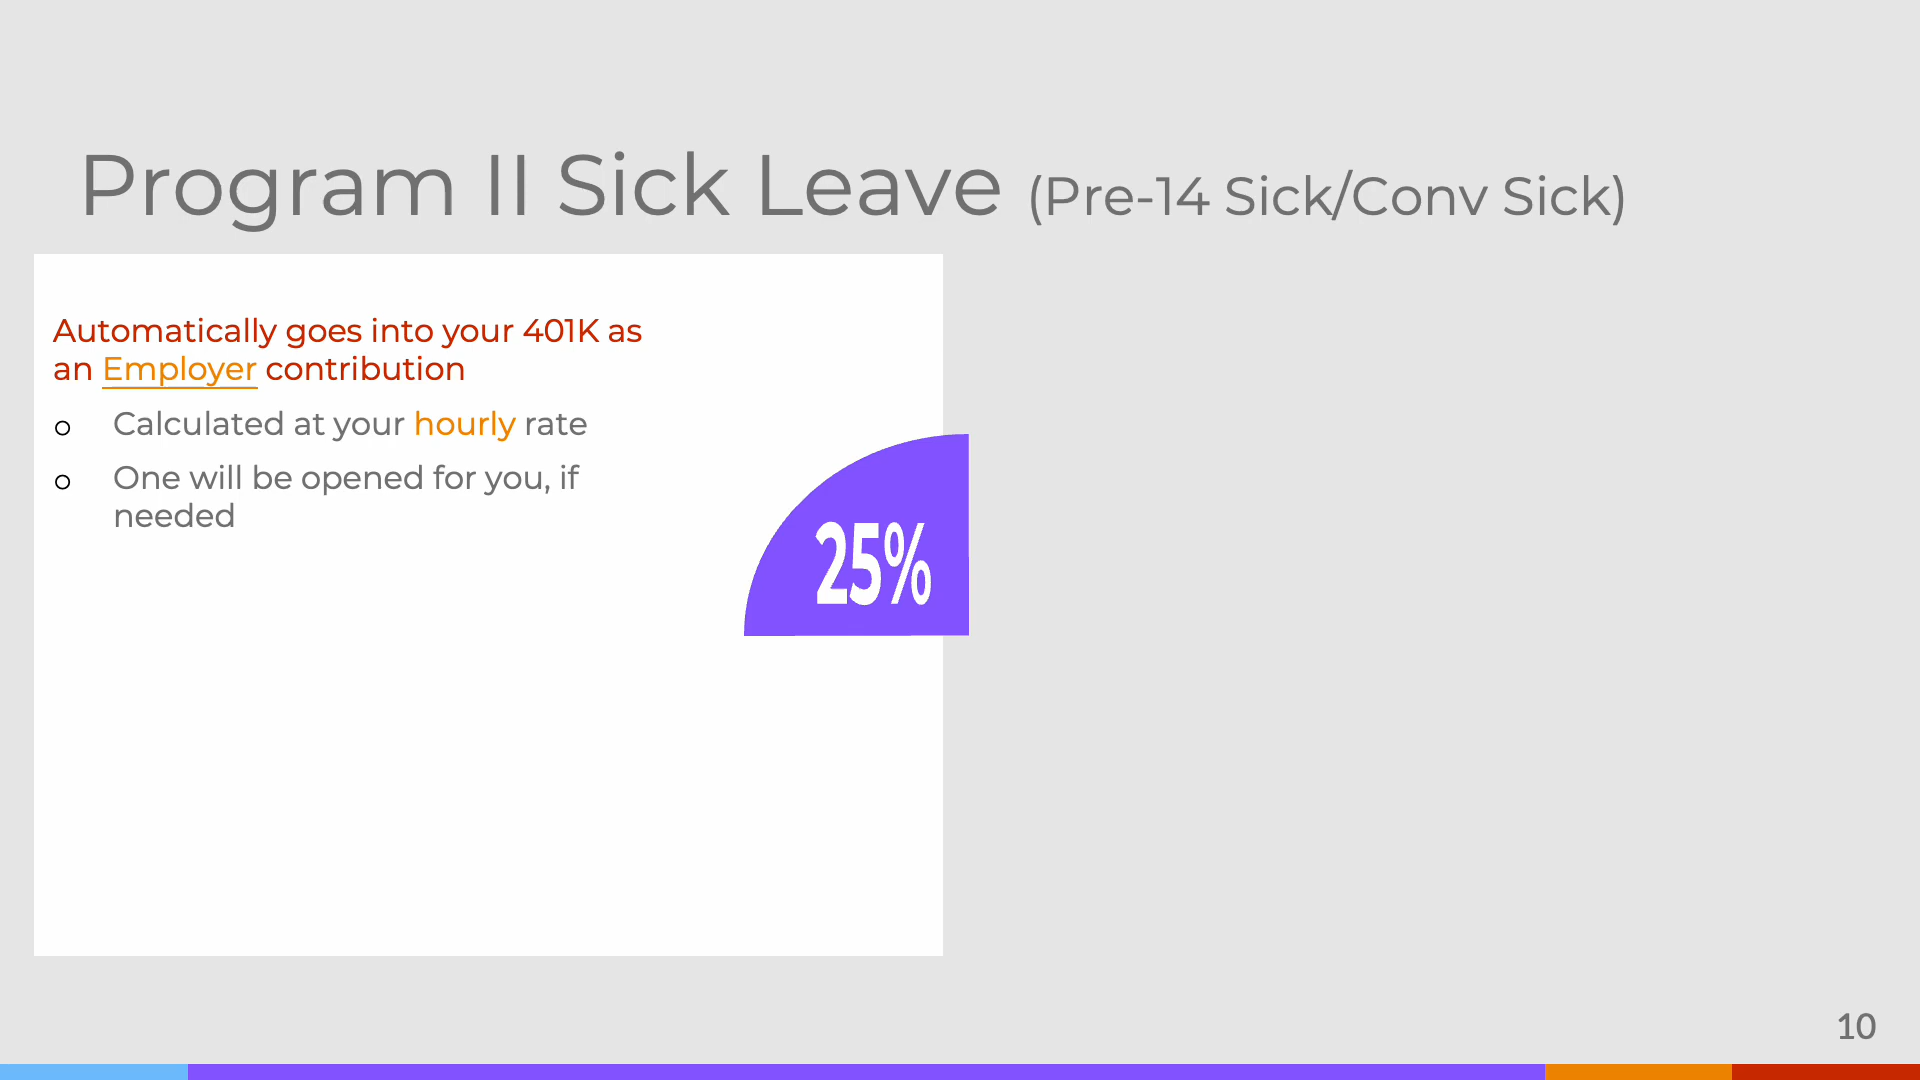 Program II Sick Leave (Pre-14 Sick/Conv Sick)
Automatically goes into your 401K as
an Employer contribution
o Calculated at your hourly rate
o One will be opened for you, if
needed
25%
10